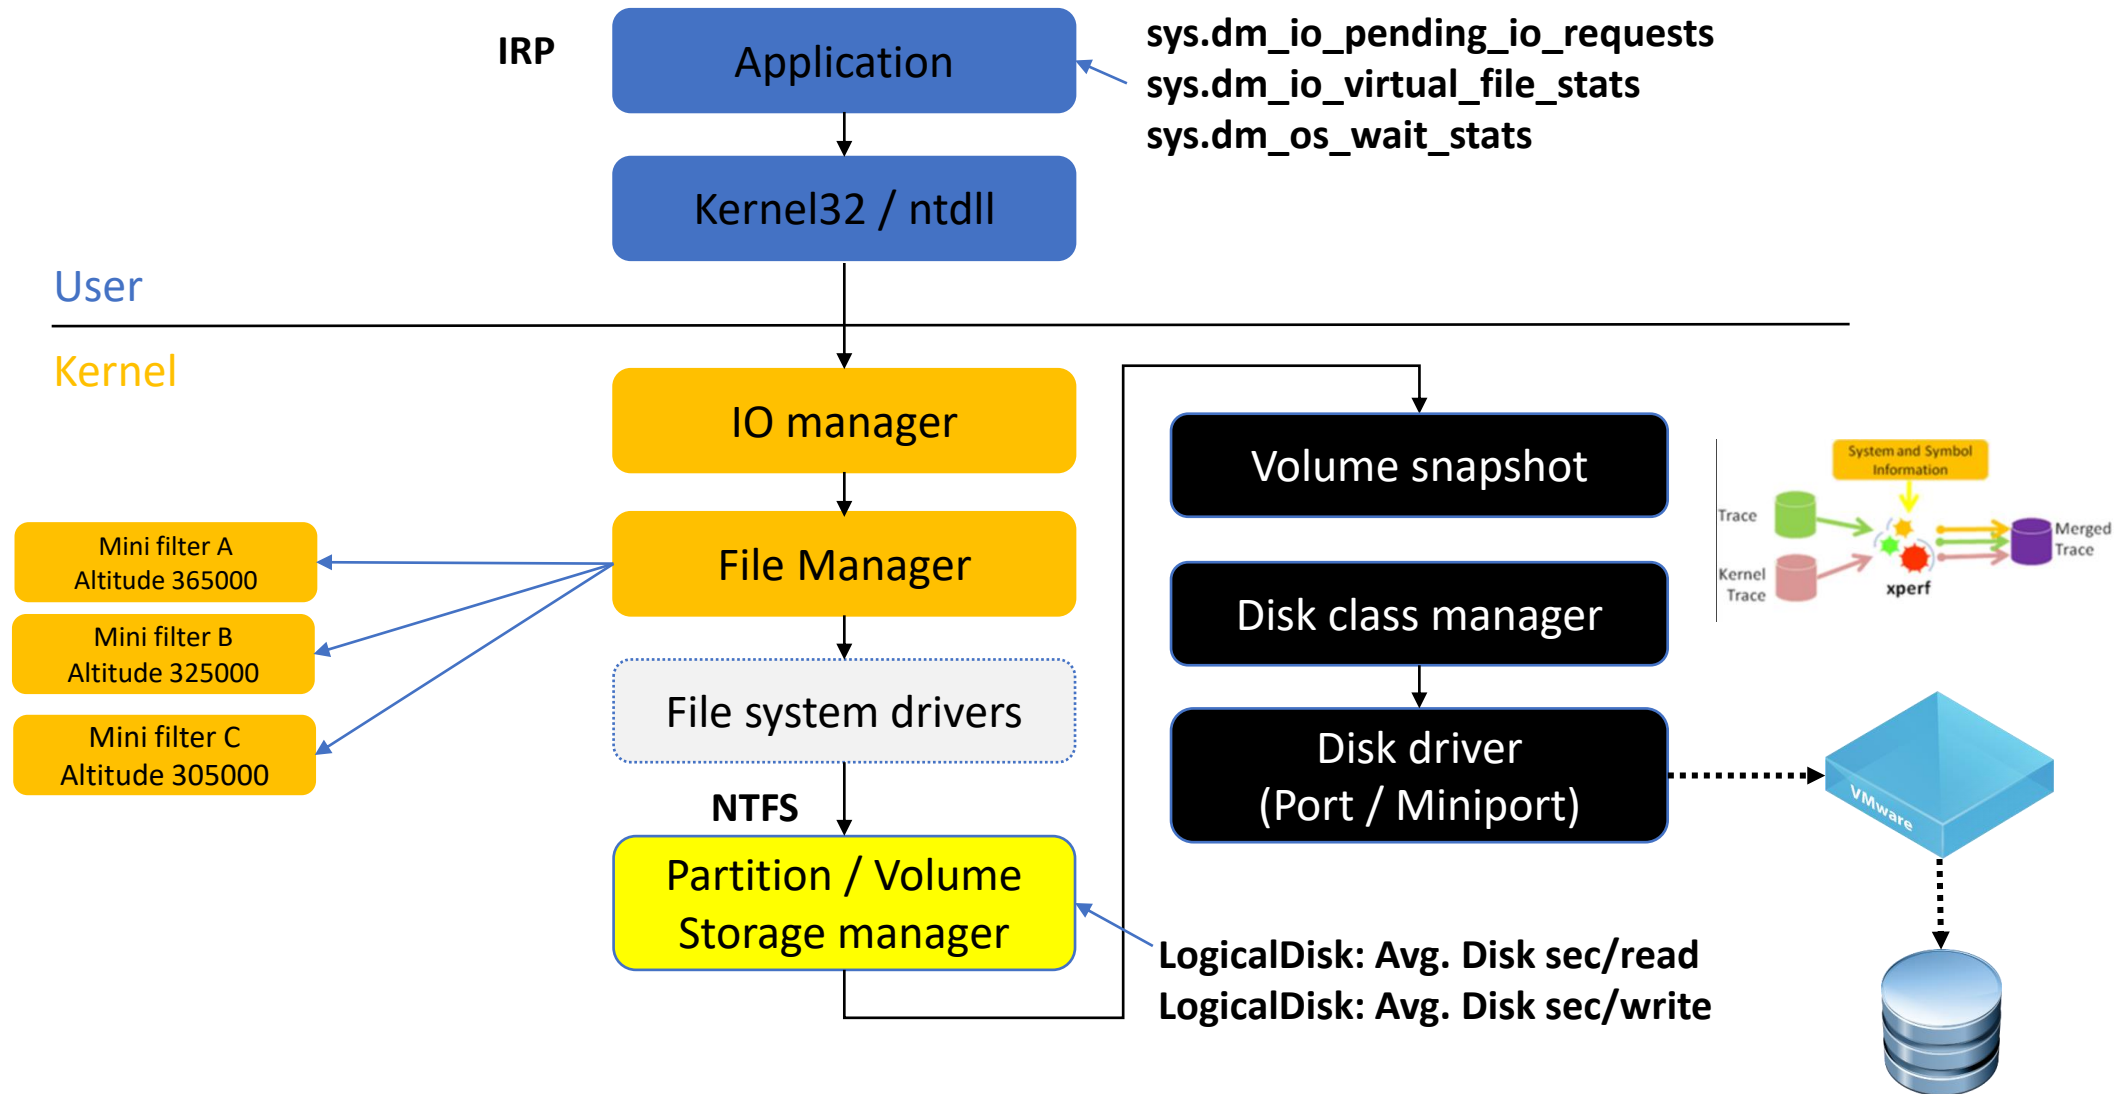 IRP
Application
sys.dm_io_pending_io_requests
sys.dm_io_virtual_file_stats
sys.dm_os_wait_stats
Kernel32 / ntdll
User
Kernel
IO manager
File Manager
Mini filter A
Altitude 365000
Mini filter B
Altitude 325000
Mini filter C
Altitude 305000
File system drivers
NTFS
Partition / Volume
Storage manager
LogicalDisk: Avg. Disk sec/read
LogicalDisk: Avg. Disk sec/write
Volume snapshot
Disk class manager
Disk driver
(Port / Miniport)
System and Symbol
Information
Trace
Kernel
Trace
xperf
Merged
Trace
VMware